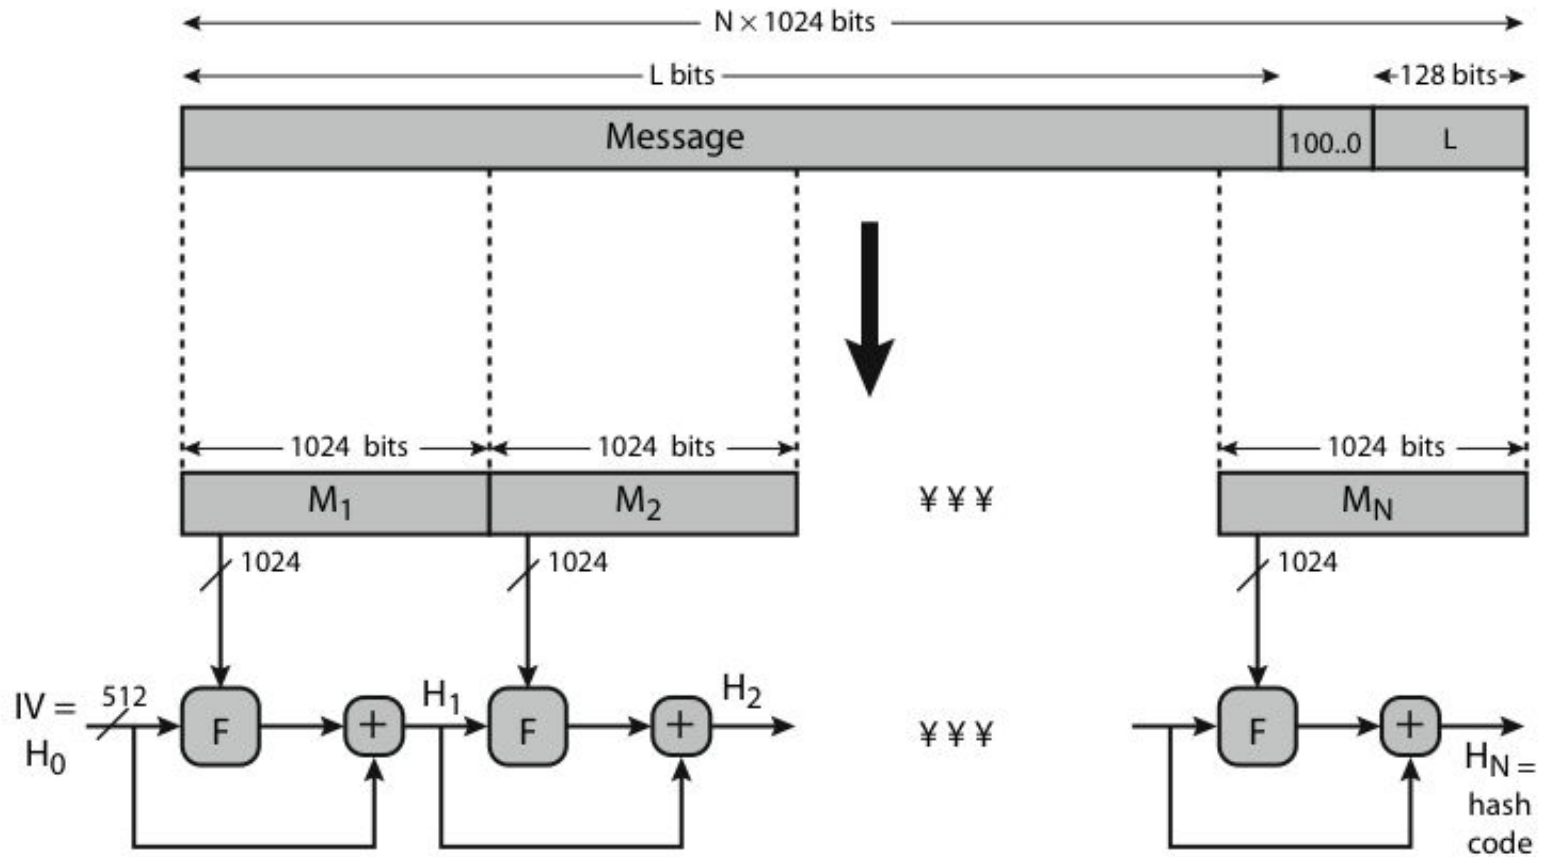 N × 1024 bits
L bits
128 bits
Message
100..0
L
1024 bits
1024 bits
1024 bits
M1
M2
¥ ¥ ¥
MN
1024
1024
1024
IV =
H0
512
F
+
H1
F
+
H2
¥ ¥ ¥
F
+
HN =
hash
code